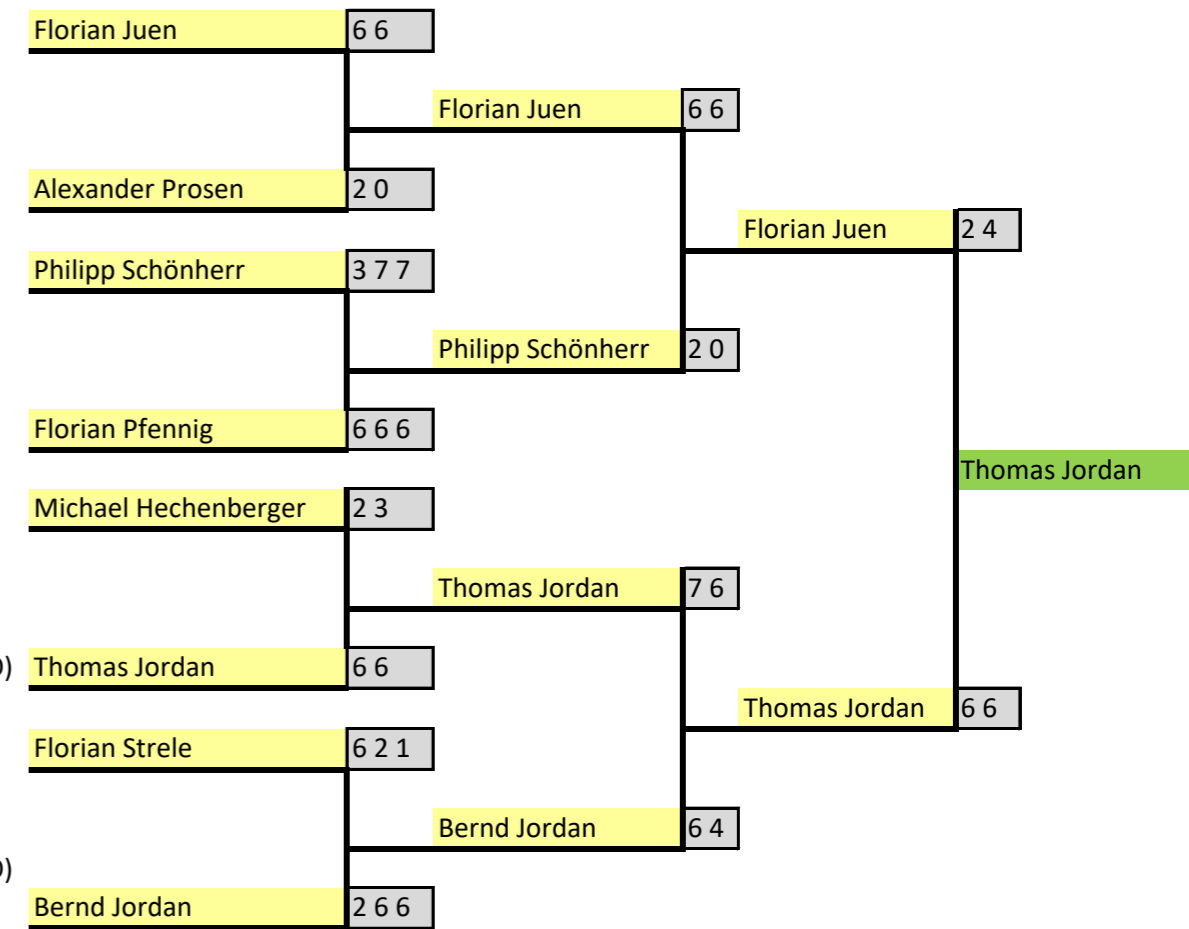 Florian Juen 6 6
Florian Juen 6 6
Alexander Prosen 2 0
Florian Juen 2 4
Philipp Schönherr 3 7 7
Philipp Schönherr 2 0
Florian Pfennig 6 6 6
Thomas Jordan
Michael Hechenberger 2 3
Thomas Jordan 7 6
) Thomas Jordan 6 6
Thomas Jordan 6 6
Florian Strele 6 2 1
Bernd Jordan 6 4
)
Bernd Jordan 2 6 6